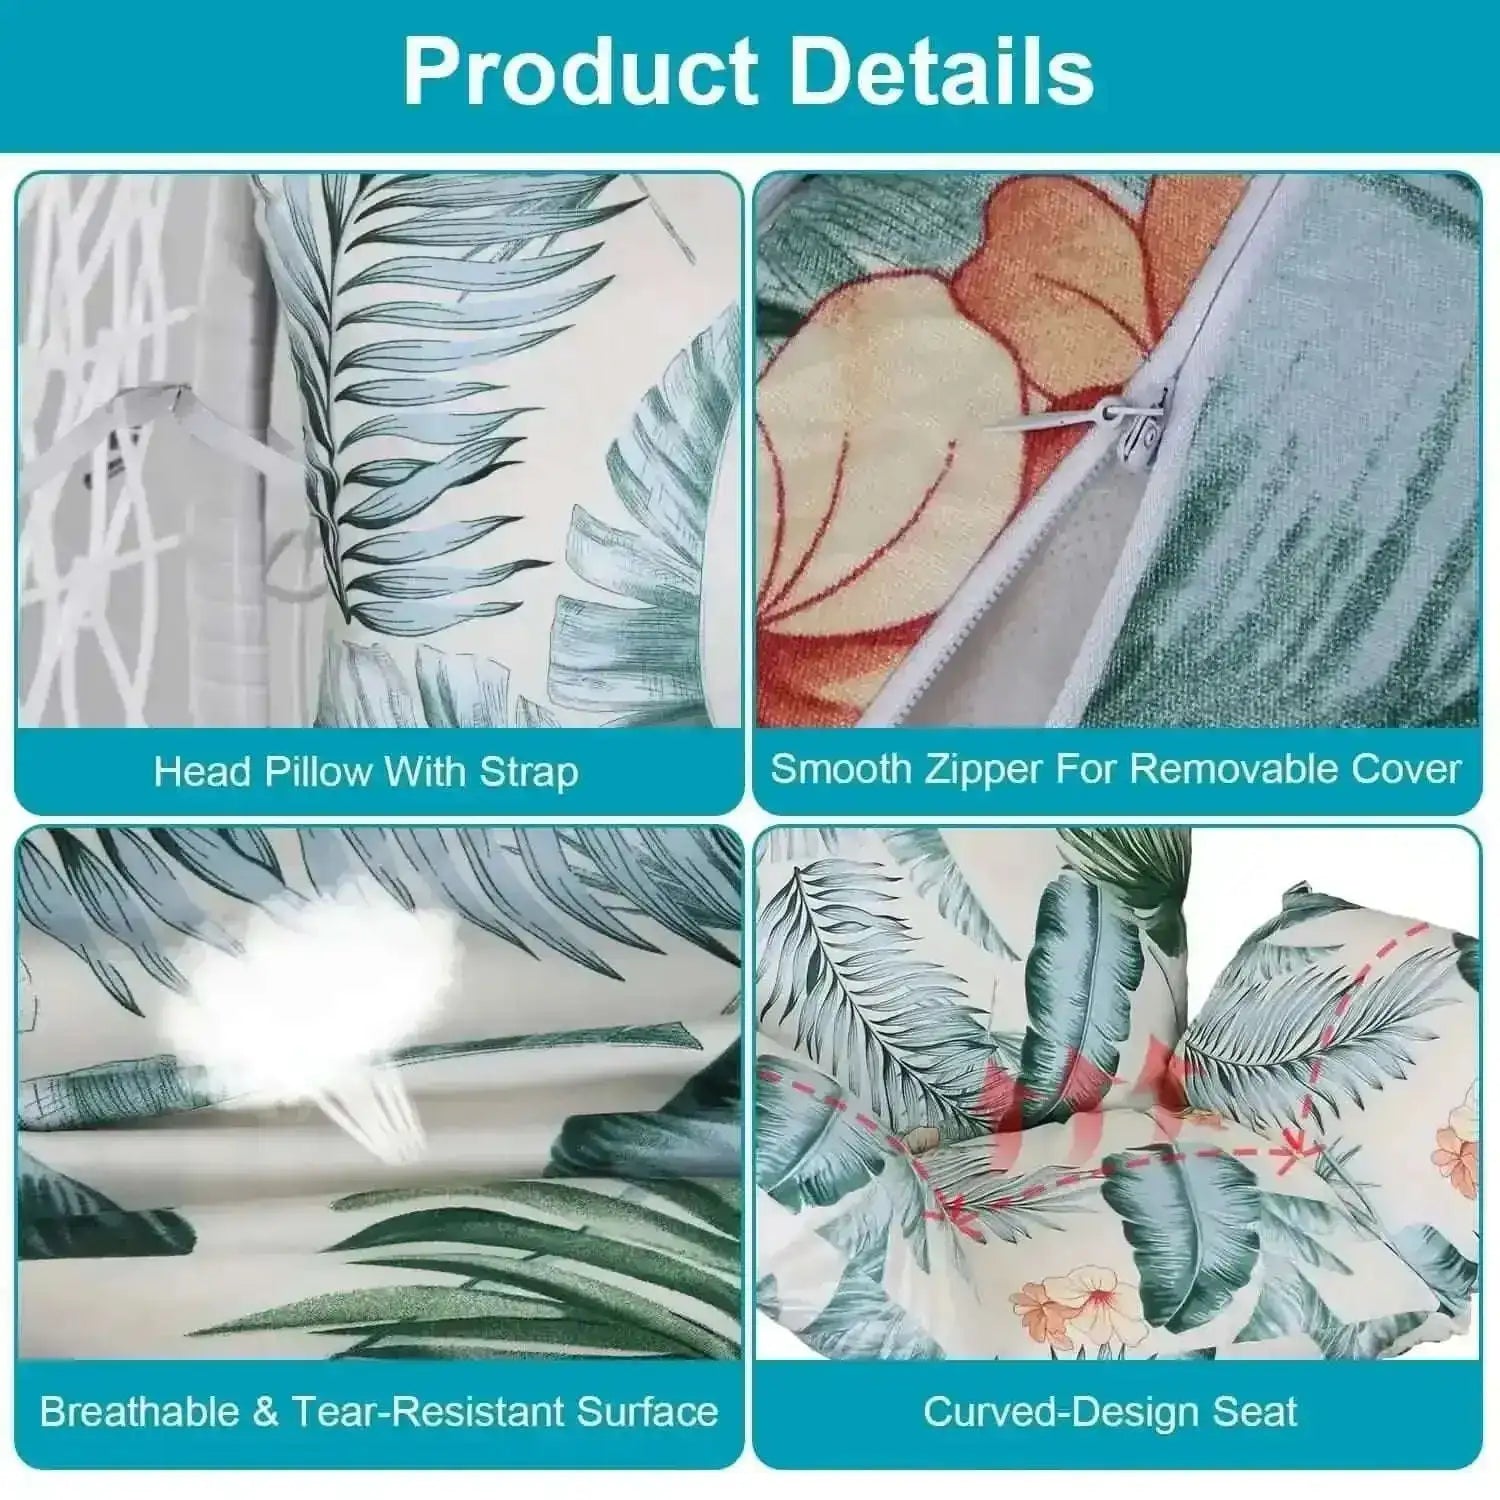 Product Details
Head Pillow With Strap
Smooth Zipper For Removable Cover
Breathable & Tear-Resistant Surface
Curved-Design Seat